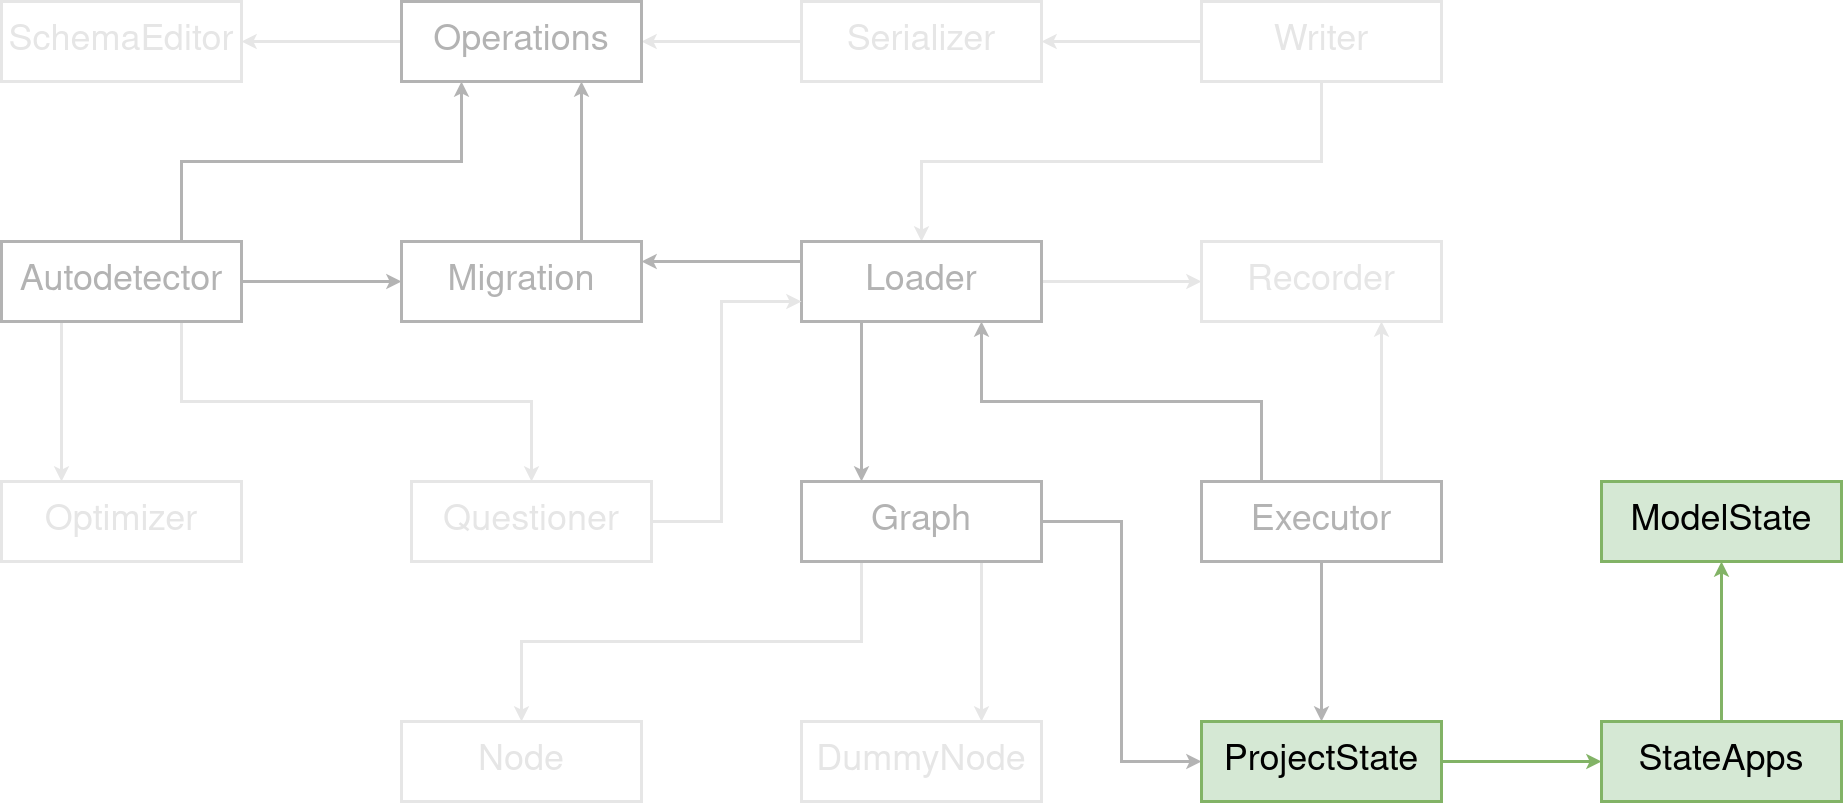 SchemaEditor
Operations
Serializer
Writer
Autodetector
Migration
Loader
Recorder
Optimizer
Questioner
Graph
Executor
ModelState
Node
DummyNode
ProjectState
StateApps